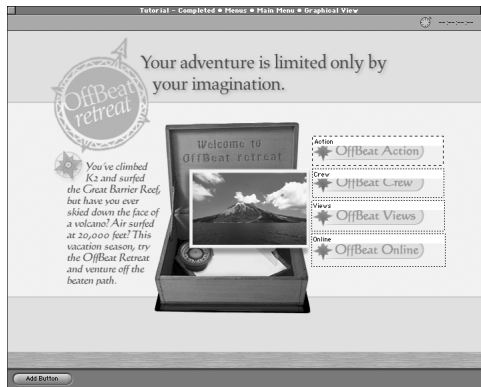 Tutorial - Completed • Menus • Main Menu • Graphical View
--:--:--:--
Your adventure is limited only by
your imagination.
OffBeat
retreat
Welcome to
OffBeat retreat
You've climbed
K2 and surfed
the Great Barrier Reef,
but have you ever
skied down the face of
a volcano? Air surfed
at 20,000 feet? This
vacation season, try
the OffBeat Retreat
and venture off the
beaten path.
Action
OffBeat Action
Crew
OffBeat Crew
Views
OffBeat Views
Online
OffBeat Online
Add Button